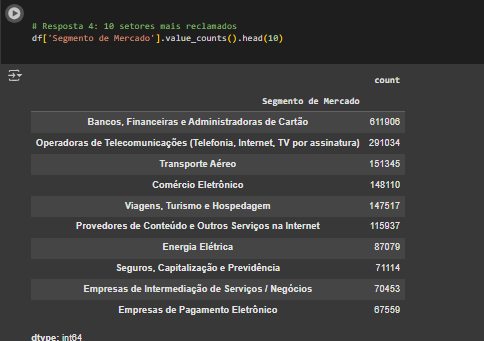 # Resposta 4: 10 setores mais reclamados
df['Segmento de Mercado'].value_counts().head(10)
count
Segmento de Mercado
Bancos, Financeiras e Administradoras de Cartão 611906
Operadoras de Telecomunicações (Telefonia, Internet, TV por assinatura) 291034
Transporte Aéreo 151345
Comércio Eletrônico 148110
Viagens, Turismo e Hospedagem 147517
Provedores de Conteúdo e Outros Serviços na Internet 115937
Energia Elétrica 87079
Seguros, Capitalização e Previdência 71114
Empresas de Intermediação de Serviços / Negócios 70453
Empresas de Pagamento Eletrônico 67559
dtype: int64